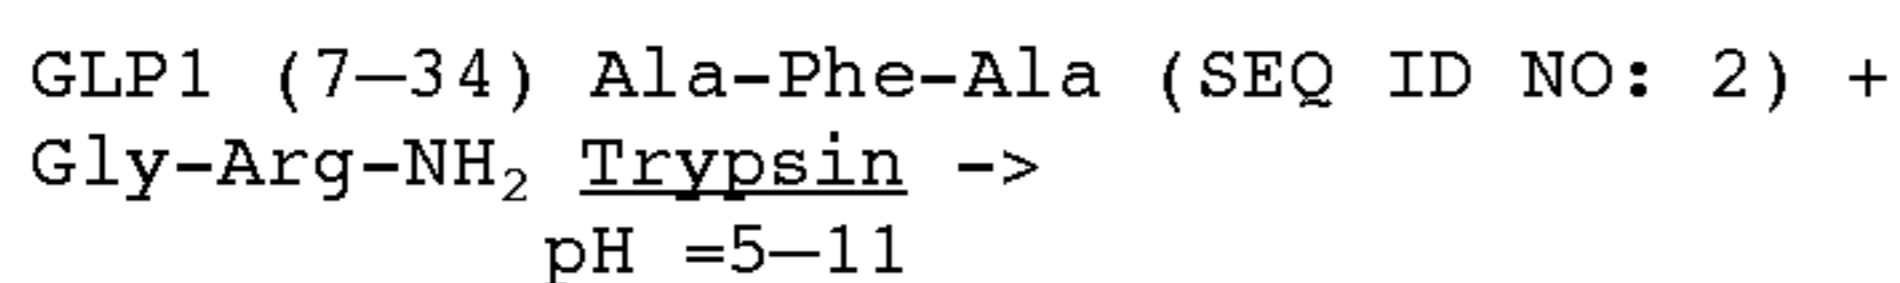 GLP1 (7—34) Ala-Phe-Ala (SEQ ID NO: 2) +
Gly-Arg-NH₂ Trypsin ->
pH =5—11